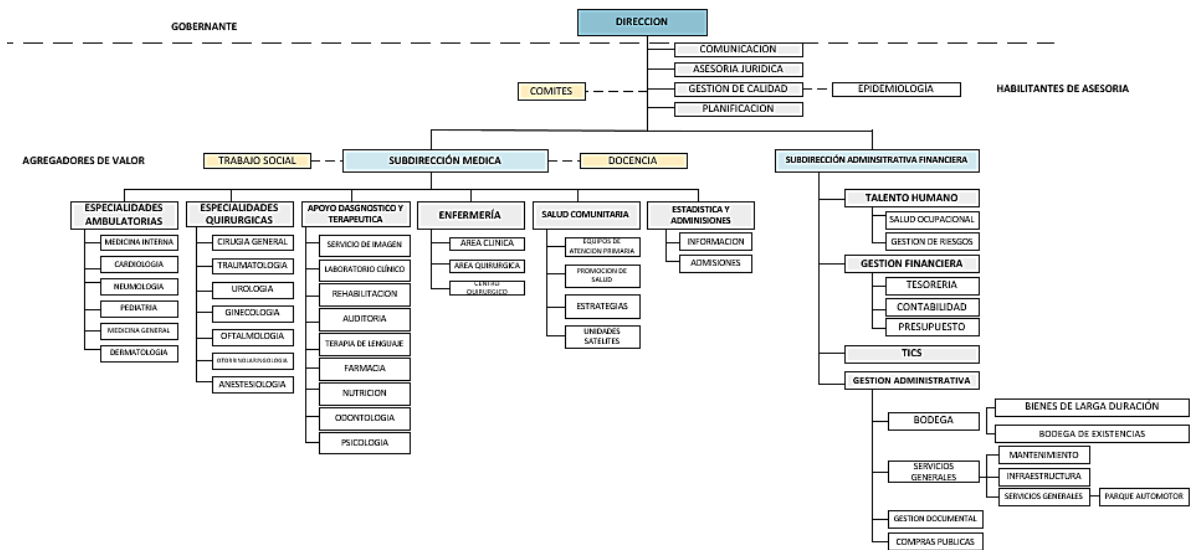 GOBERNANTE
DIRECCION
COMUNICACION
ASESORIA JURIDICA
COMITES
GESTION DE CALIDAD
EPIDEMIOLOGÍA
HABILITANTES DE ASESORIA
PLANIFICACION
AGREGADORES DE VALOR
TRABAJO SOCIAL
SUBDIRECCIÓN MEDICA
DOCENCIA
SUBDIRECCIÓN ADMINSITRATIVA FINANCIERA
ESPECIALIDADES
AMBULATORIAS
MEDICINA INTERNA
CARDIOLOGIA
NEUMOLOGIA
PEDIATRIA
MEDICINA GENERAL
DERMATOLOGIA
ESPECIALIDADES
QUIRURGICAS
CIRUGIA GENERAL
TRAUMATOLOGIA
UROLOGIA
GINECOLOGIA
OFTALMOLOGIA
OTORRINOLARINGOLOGIA
ANESTESIOLOGIA
APOYO DASGNOSTICO Y
TERAPEUTICA
SERVICIO DE IMAGEN
LABORATORIO CLÍNICO
REHABILITACION
AUDITORIA
TERAPIA DE LENGUAJE
FARMACIA
NUTRICION
ODONTOLOGIA
PSICOLOGIA
ENFERMERÍA
AREA CLINICA
AREA QUIRURGICA
CENTRO
QUIRURGICO
SALUD COMUNITARIA
EQUIPOS DE
ATENCION PRIMARIA
PROMOCION DE
SALUD
ESTRATEGIAS
UNIDADES
SATELITES
ESTADISTICA Y
ADMINISIONES
INFORMACION
ADMISIONES
TALENTO HUMANO
SALUD OCUPACIONAL
GESTION DE RIESGOS
GESTION FINANCIERA
TESORERIA
CONTABILIDAD
PRESUPUESTO
TICS
GESTION ADMINISTRATIVA
BODEGA
BIENES DE LARGA DURACIÓN
BODEGA DE EXISTENCIAS
SERVICIOS
GENERALES
MANTENIMIENTO
INFRAESTRUCTURA
SERVICIOS GENERALES
PARQUE AUTOMOTOR
GESTION DOCUMENTAL
COMPRAS PUBLICAS